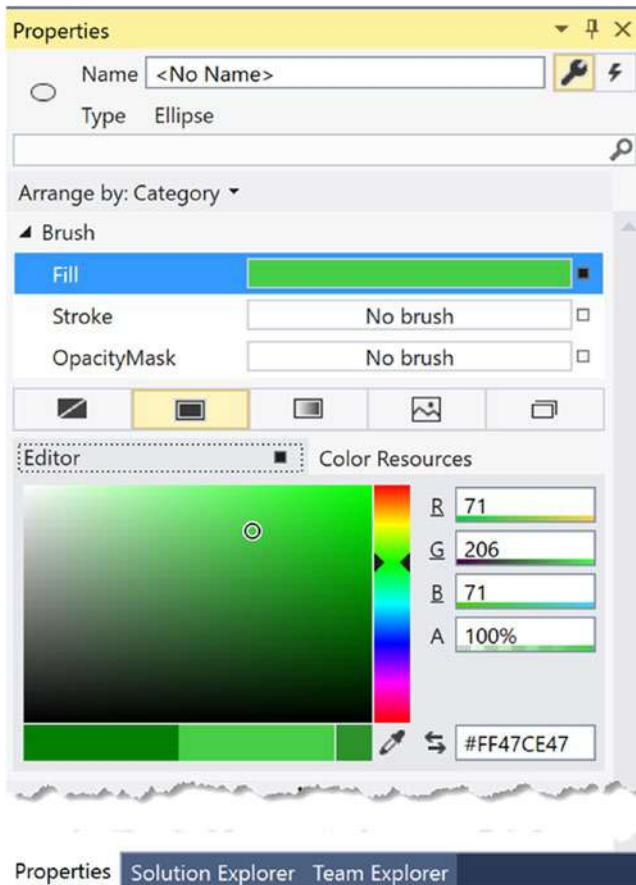 Properties
Name <No Name>
Type Ellipse
Arrange by: Category
Brush
Fill
Stroke No brush
OpacityMask No brush
Editor Color Resources
R 71
G 206
B 71
A 100%
#FF47CE47
Properties Solution Explorer Team Explorer